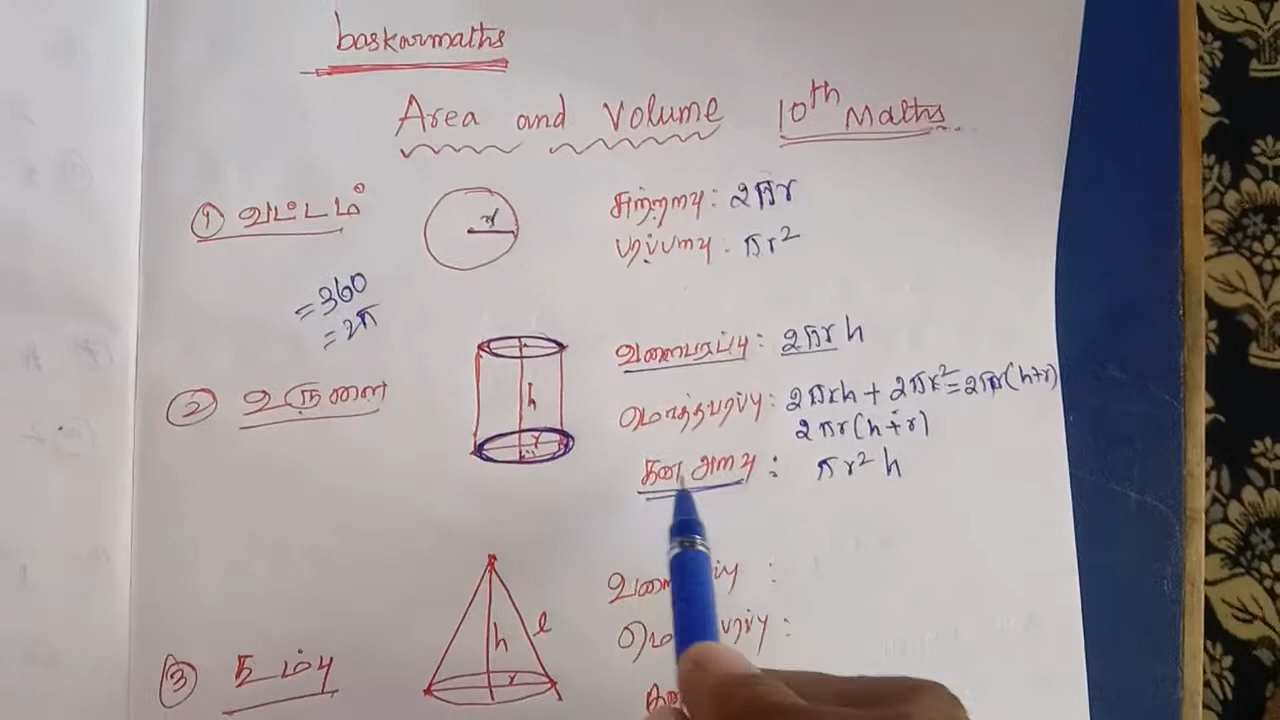 baskarmaths
Area and Volume 10th Maths
① வட்டம்
r
சுற்றளவு : 2πr
பரப்பளவு : πr²
= 360
= 2π
② உருளை
h
r
வளைபரப்பு : 2πrh
மொத்தபரப்பு : 2πrh + 2πr² = 2πr(h+r)
2πr(h+r)
கன அளவு : πr²h
③ கூம்பு
h
l
r
:
: